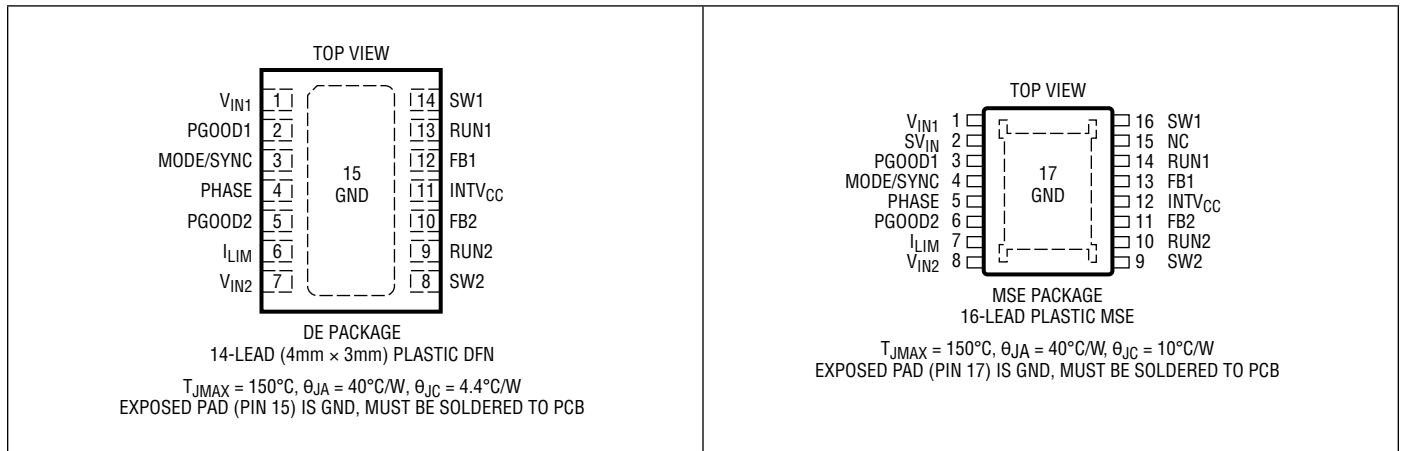 TOP VIEW
VIN1 1
PGOOD1 2
MODE/SYNC 3
PHASE 4
PGOOD2 5
ILIM 6
VIN2 7
15
GND
14 SW1
13 RUN1
12 FB1
11 INTVCC
10 FB2
9 RUN2
8 SW2
DE PACKAGE
14-LEAD (4mm × 3mm) PLASTIC DFN
TJMAX = 150°C, θJA = 40°C/W, θJC = 4.4°C/W
EXPOSED PAD (PIN 15) IS GND, MUST BE SOLDERED TO PCB
TOP VIEW
VIN1 1
SVIN 2
PGOOD1 3
MODE/SYNC 4
PHASE 5
PGOOD2 6
ILIM 7
VIN2 8
17
GND
16 SW1
15 NC
14 RUN1
13 FB1
12 INTVCC
11 FB2
10 RUN2
9 SW2
MSE PACKAGE
16-LEAD PLASTIC MSE
TJMAX = 150°C, θJA = 40°C/W, θJC = 10°C/W
EXPOSED PAD (PIN 17) IS GND, MUST BE SOLDERED TO PCB